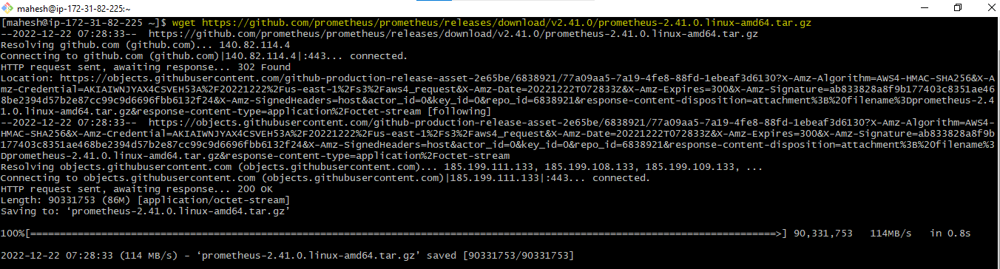 mahesh@ip-172-31-82-225:~
[mahesh@ip-172-31-82-225 ~]$ wget https://github.com/prometheus/prometheus/releases/download/v2.41.0/prometheus-2.41.0.linux-amd64.tar.gz
--2022-12-22 07:28:33--  https://github.com/prometheus/prometheus/releases/download/v2.41.0/prometheus-2.41.0.linux-amd64.tar.gz
Resolving github.com (github.com)... 140.82.114.4
Connecting to github.com (github.com)|140.82.114.4|:443... connected.
HTTP request sent, awaiting response... 302 Found
Location: https://objects.githubusercontent.com/github-production-release-asset-2e65be/6838921/77a09aa5-7a19-4fe8-88fd-1ebeaf3d6130?X-Amz-Algorithm=AWS4-HMAC-SHA256&X-A
mz-Credential=AKIAIWNJYAX4CSVEH53A%2F20221222%2Fus-east-1%2Fs3%2Faws4_request&X-Amz-Date=20221222T072833Z&X-Amz-Expires=300&X-Amz-Signature=ab833828a8f9b177403c8351ae46
8be2394d57b2e87cc99c9d6696fbb6132f24&X-Amz-SignedHeaders=host&actor_id=0&key_id=0&repo_id=6838921&response-content-disposition=attachment%3B%20filename%3Dprometheus-2.4
1.0.linux-amd64.tar.gz&response-content-type=application%2Foctet-stream [following]
--2022-12-22 07:28:33--  https://objects.githubusercontent.com/github-production-release-asset-2e65be/6838921/77a09aa5-7a19-4fe8-88fd-1ebeaf3d6130?X-Amz-Algorithm=AWS4-
HMAC-SHA256&X-Amz-Credential=AKIAIWNJYAX4CSVEH53A%2F20221222%2Fus-east-1%2Fs3%2Faws4_request&X-Amz-Date=20221222T072833Z&X-Amz-Expires=300&X-Amz-Signature=ab833828a8f9b
177403c8351ae468be2394d57b2e87cc99c9d6696fbb6132f24&X-Amz-SignedHeaders=host&actor_id=0&key_id=0&repo_id=6838921&response-content-disposition=attachment%3B%20filename%3
Dprometheus-2.41.0.linux-amd64.tar.gz&response-content-type=application%2Foctet-stream
Resolving objects.githubusercontent.com (objects.githubusercontent.com)... 185.199.111.133, 185.199.108.133, 185.199.109.133, ...
Connecting to objects.githubusercontent.com (objects.githubusercontent.com)|185.199.111.133|:443... connected.
HTTP request sent, awaiting response... 200 OK
Length: 90331753 (86M) [application/octet-stream]
Saving to: ‘prometheus-2.41.0.linux-amd64.tar.gz’
100%[=================================================================================================================================>] 90,331,753   114MB/s   in 0.8s
2022-12-22 07:28:33 (114 MB/s) - ‘prometheus-2.41.0.linux-amd64.tar.gz’ saved [90331753/90331753]